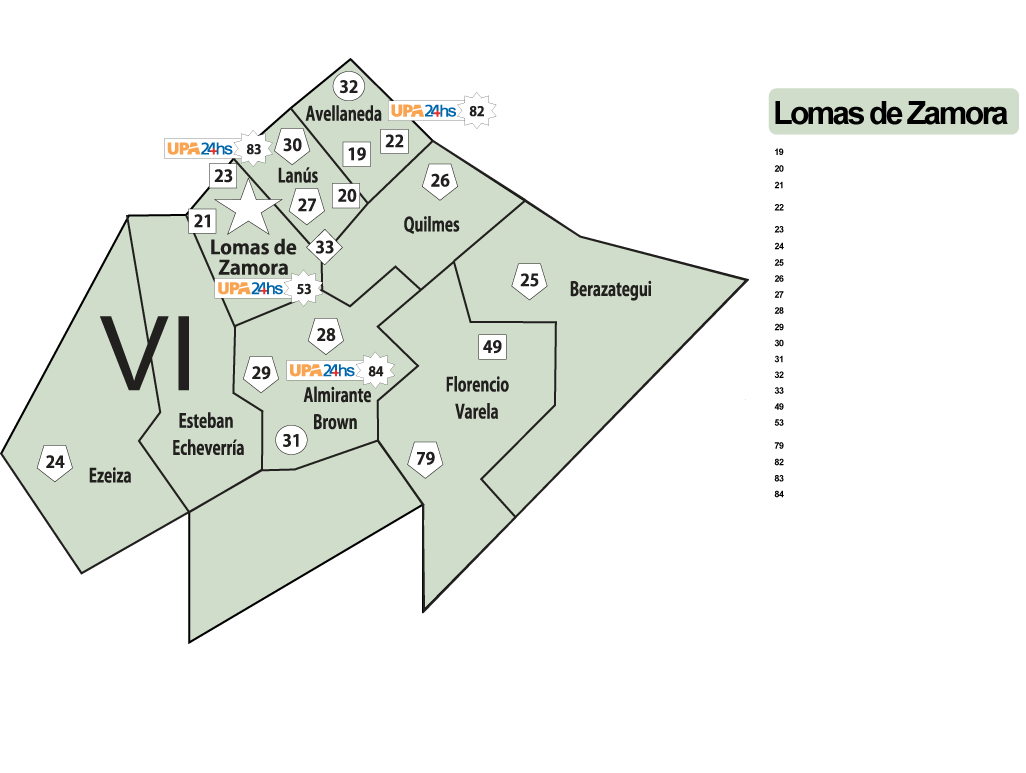 32
Avellaneda
UPA 24hs 82
22
19
UPA 24hs 83
30
Lanús
23
20
27
26
Quilmes
21
33
Lomas de
Zamora
UPA 24hs 53
25
Berazategui
VI
28
49
29
UPA 24hs 84
Almirante
Brown
Florencio
Varela
Esteban
Echeverría
31
79
24
Ezeiza
Lomas de Zamora
19
20
21
22
23
24
25
26
27
28
29
30
31
32
33
49
53
79
82
83
84